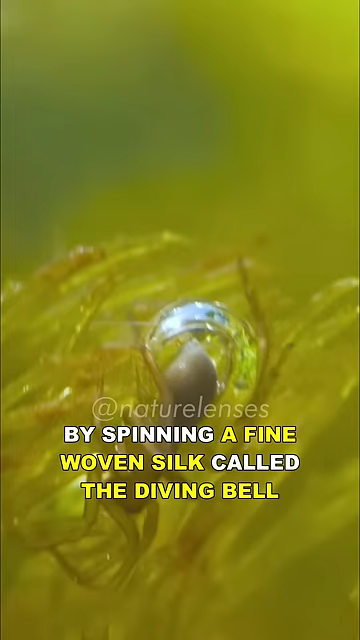 @naturelenses
BY SPINNING A FINE
WOVEN SILK CALLED
THE DIVING BELL